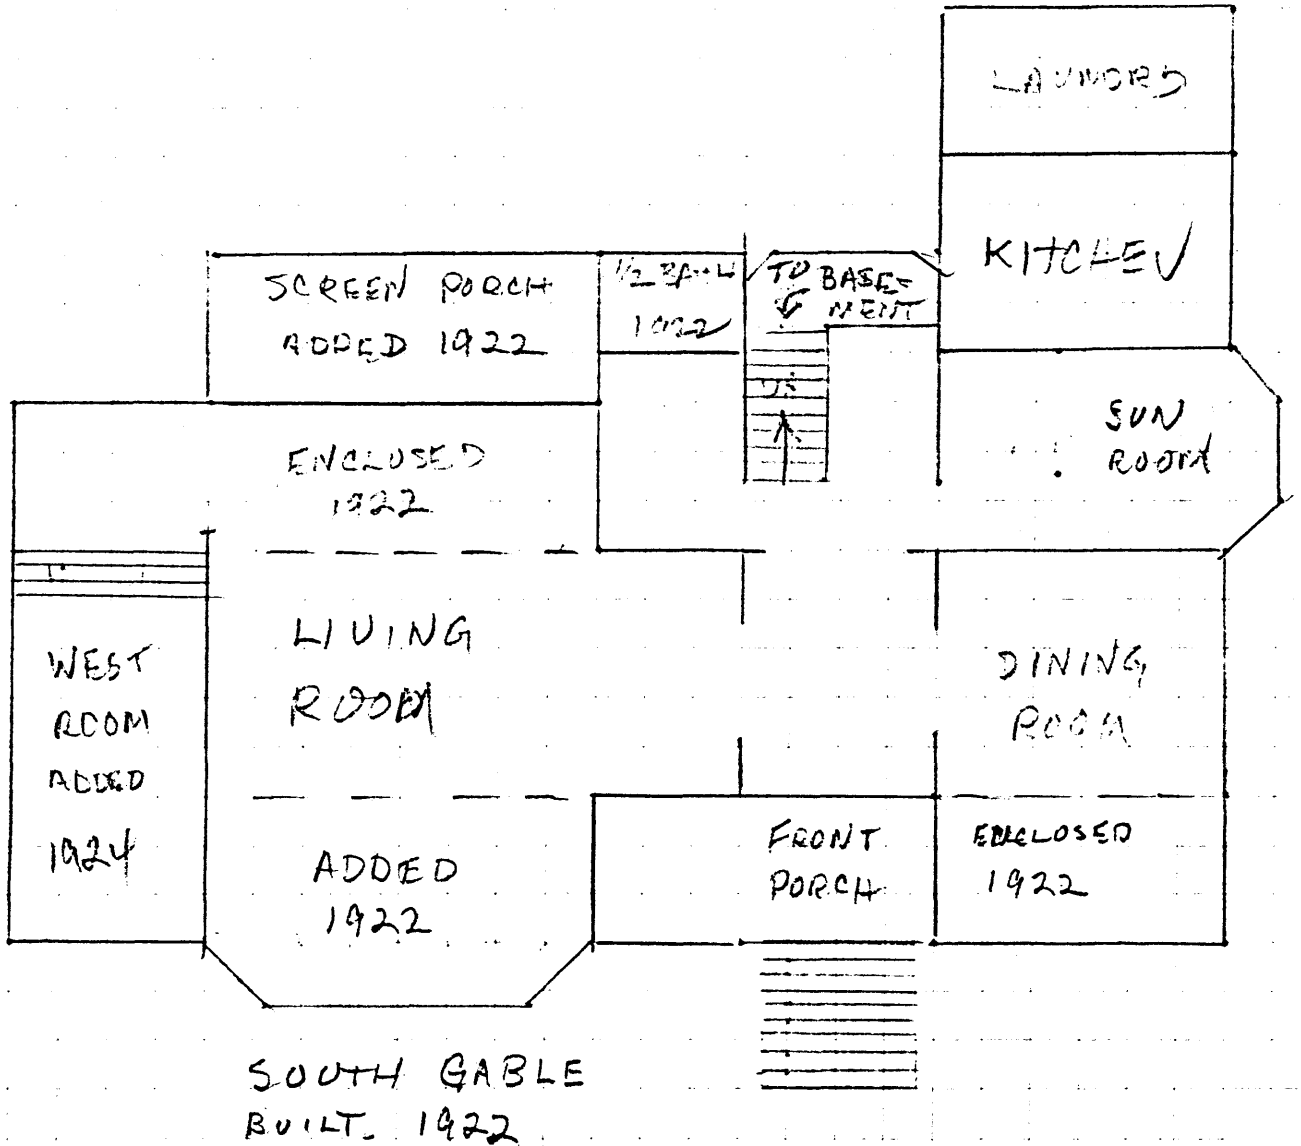 LAUNDRY
KITCHEN
SCREEN PORCH
ADDED 1922
1/2 BATH
1922
TO BASE-
MENT
UP
SUN
ROOM
ENCLOSED
1922
LIVING
ROOM
DINING
ROOM
WEST
ROOM
ADDED
1924
ADDED
1922
FRONT
PORCH
ENCLOSED
1922
SOUTH GABLE
BUILT. 1922